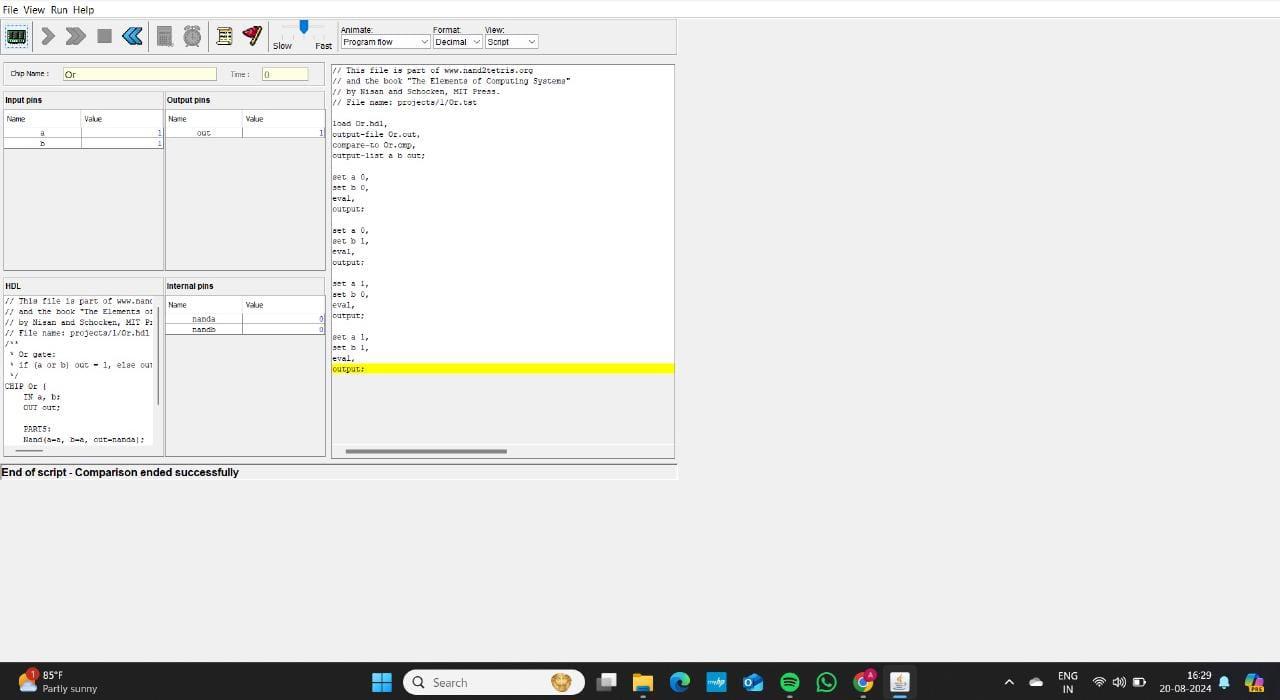 File View Run Help
Slow Fast
Animate:
Program flow
Format:
Decimal
View:
Script
Chip Name : Or Time : 0
Input pins
Name Value
a 1
b 1
Output pins
Name Value
out 1
HDL
// This file is part of www.nand
// and the book "The Elements of
// by Nisan and Schocken, MIT P
// File name: projects/1/Or.hdl
/**
* Or gate:
* if (a or b) out = 1, else out
*/
CHIP Or {
IN a, b;
OUT out;
PARTS:
Nand(a=a, b=a, out=nanda);
Internal pins
Name Value
nanda 0
nandb 0
// This file is part of www.nand2tetris.org
// and the book "The Elements of Computing Systems"
// by Nisan and Schocken, MIT Press.
// File name: projects/1/Or.tst
load Or.hdl,
output-file Or.out,
compare-to Or.cmp,
output-list a b out;
set a 0,
set b 0,
eval,
output;
set a 0,
set b 1,
eval,
output;
set a 1,
set b 0,
eval,
output;
set a 1,
set b 1,
eval,
output;
End of script - Comparison ended successfully
1
85°F
Partly sunny
Search
myhp
A
ENG
IN
16:29
20-08-2024
PRE